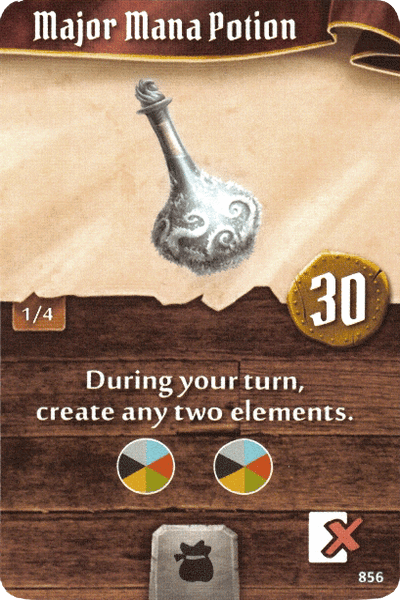 Major Mana Potion
30
1/4
During your turn,
create any two elements.
856